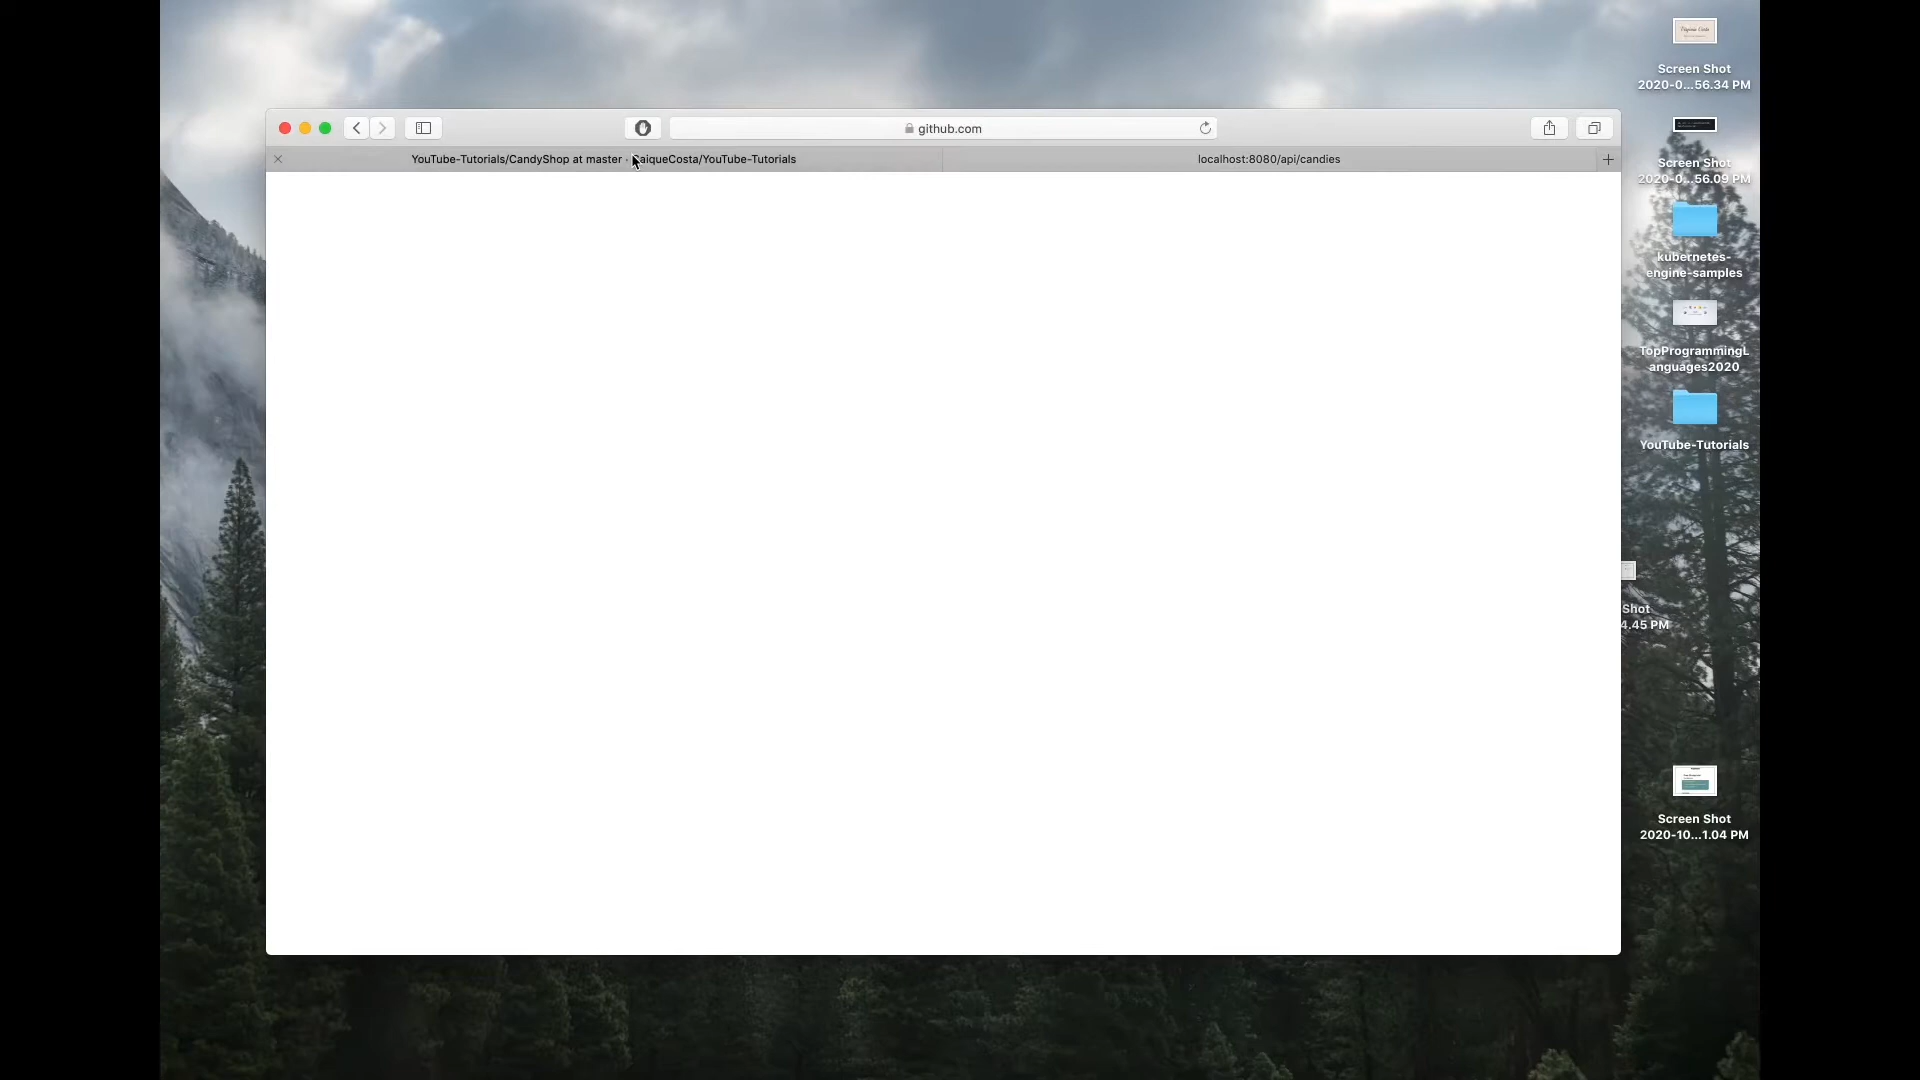 github.com
YouTube-Tutorials/CandyShop at master · CaiqueCosta/YouTube-Tutorials
localhost:8080/api/candies
Screen Shot
2020-0...56.34 PM
Screen Shot
2020-0...56.09 PM
kubernetes-
engine-samples
TopProgrammingL
anguages2020
YouTube-Tutorials
Shot
4.45 PM
Screen Shot
2020-10...1.04 PM